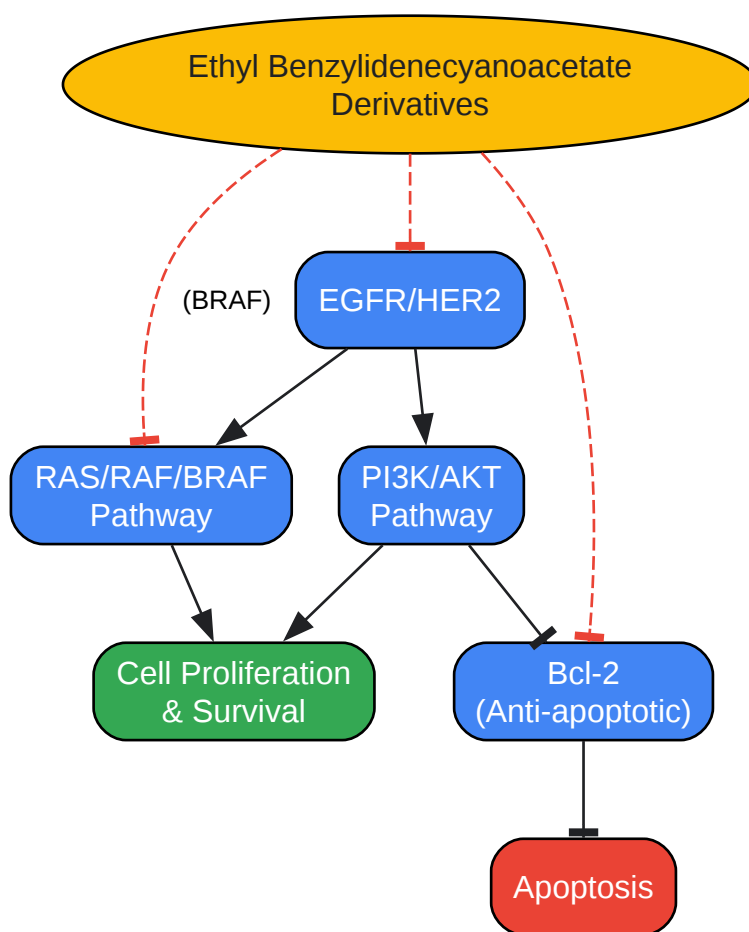 Ethyl Benzylidenecyanoacetate
Derivatives
(BRAF)
EGFR/HER2
RAS/RAF/BRAF
Pathway
PI3K/AKT
Pathway
Cell Proliferation
& Survival
Bcl-2
(Anti-apoptotic)
Apoptosis